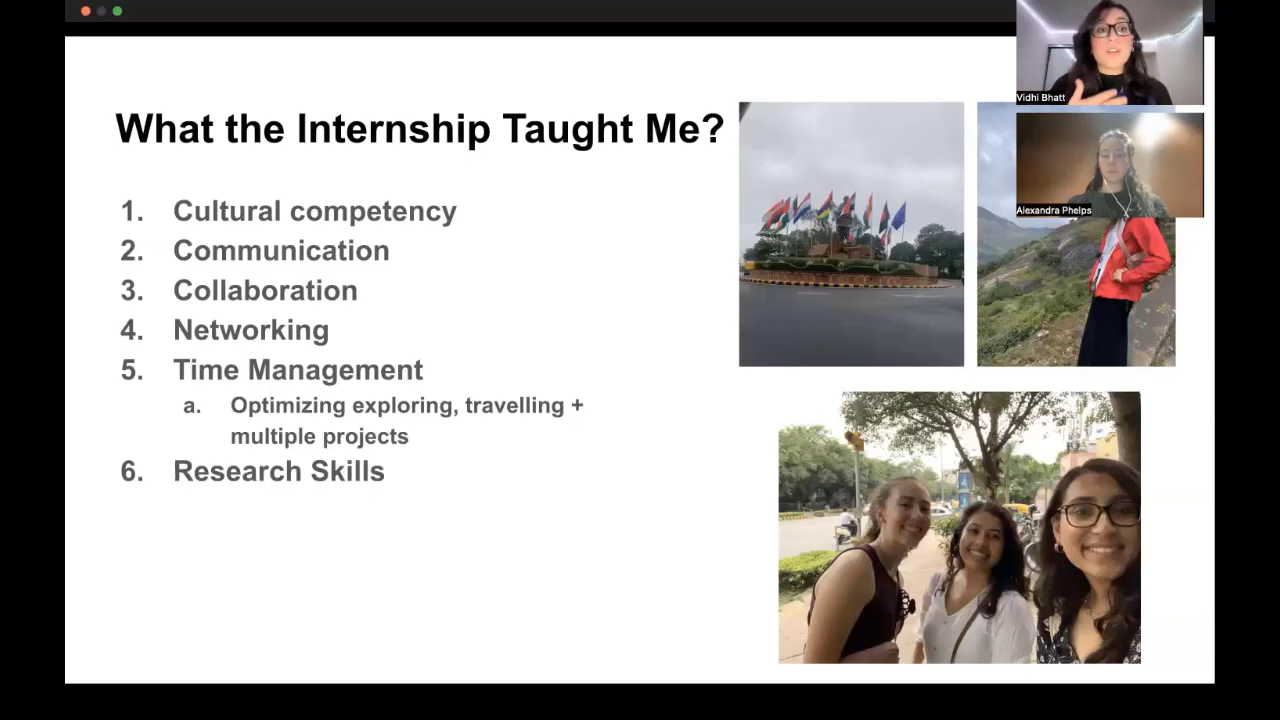 What the Internship Taught Me?
1. Cultural competency
2. Communication
3. Collaboration
4. Networking
5. Time Management
a. Optimizing exploring, travelling +
multiple projects
6. Research Skills
Vidhi Bhatt
Alexandra Phelps